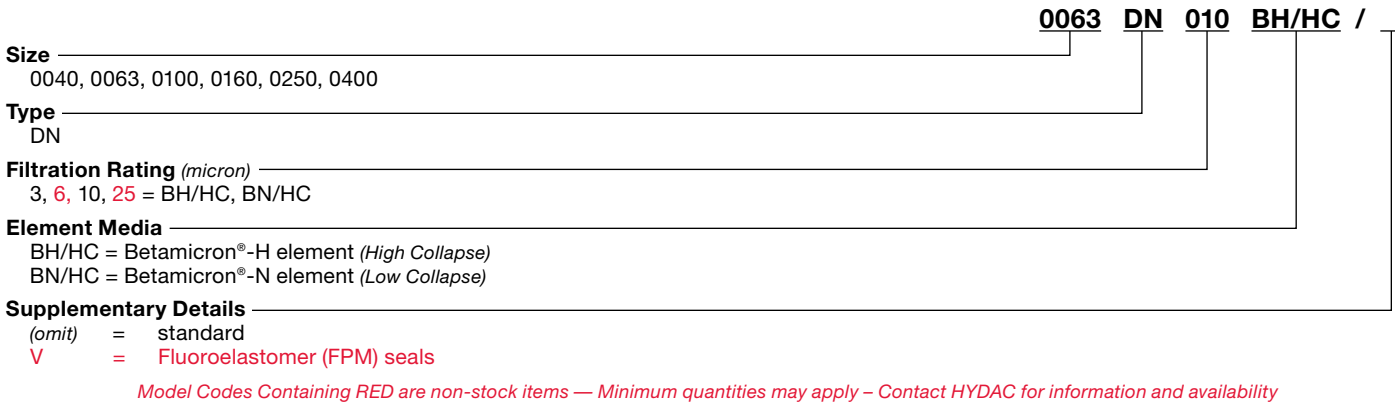 0063 DN 010 BH/HC /
Size
0040, 0063, 0100, 0160, 0250, 0400
Type
DN
Filtration Rating (micron)
3, 6, 10, 25 = BH/HC, BN/HC
Element Media
BH/HC = Betamicron®-H element (High Collapse)
BN/HC = Betamicron®-N element (Low Collapse)
Supplementary Details
(omit) = standard
V = Fluoroelastomer (FPM) seals
Model Codes Containing RED are non-stock items — Minimum quantities may apply – Contact HYDAC for information and availability